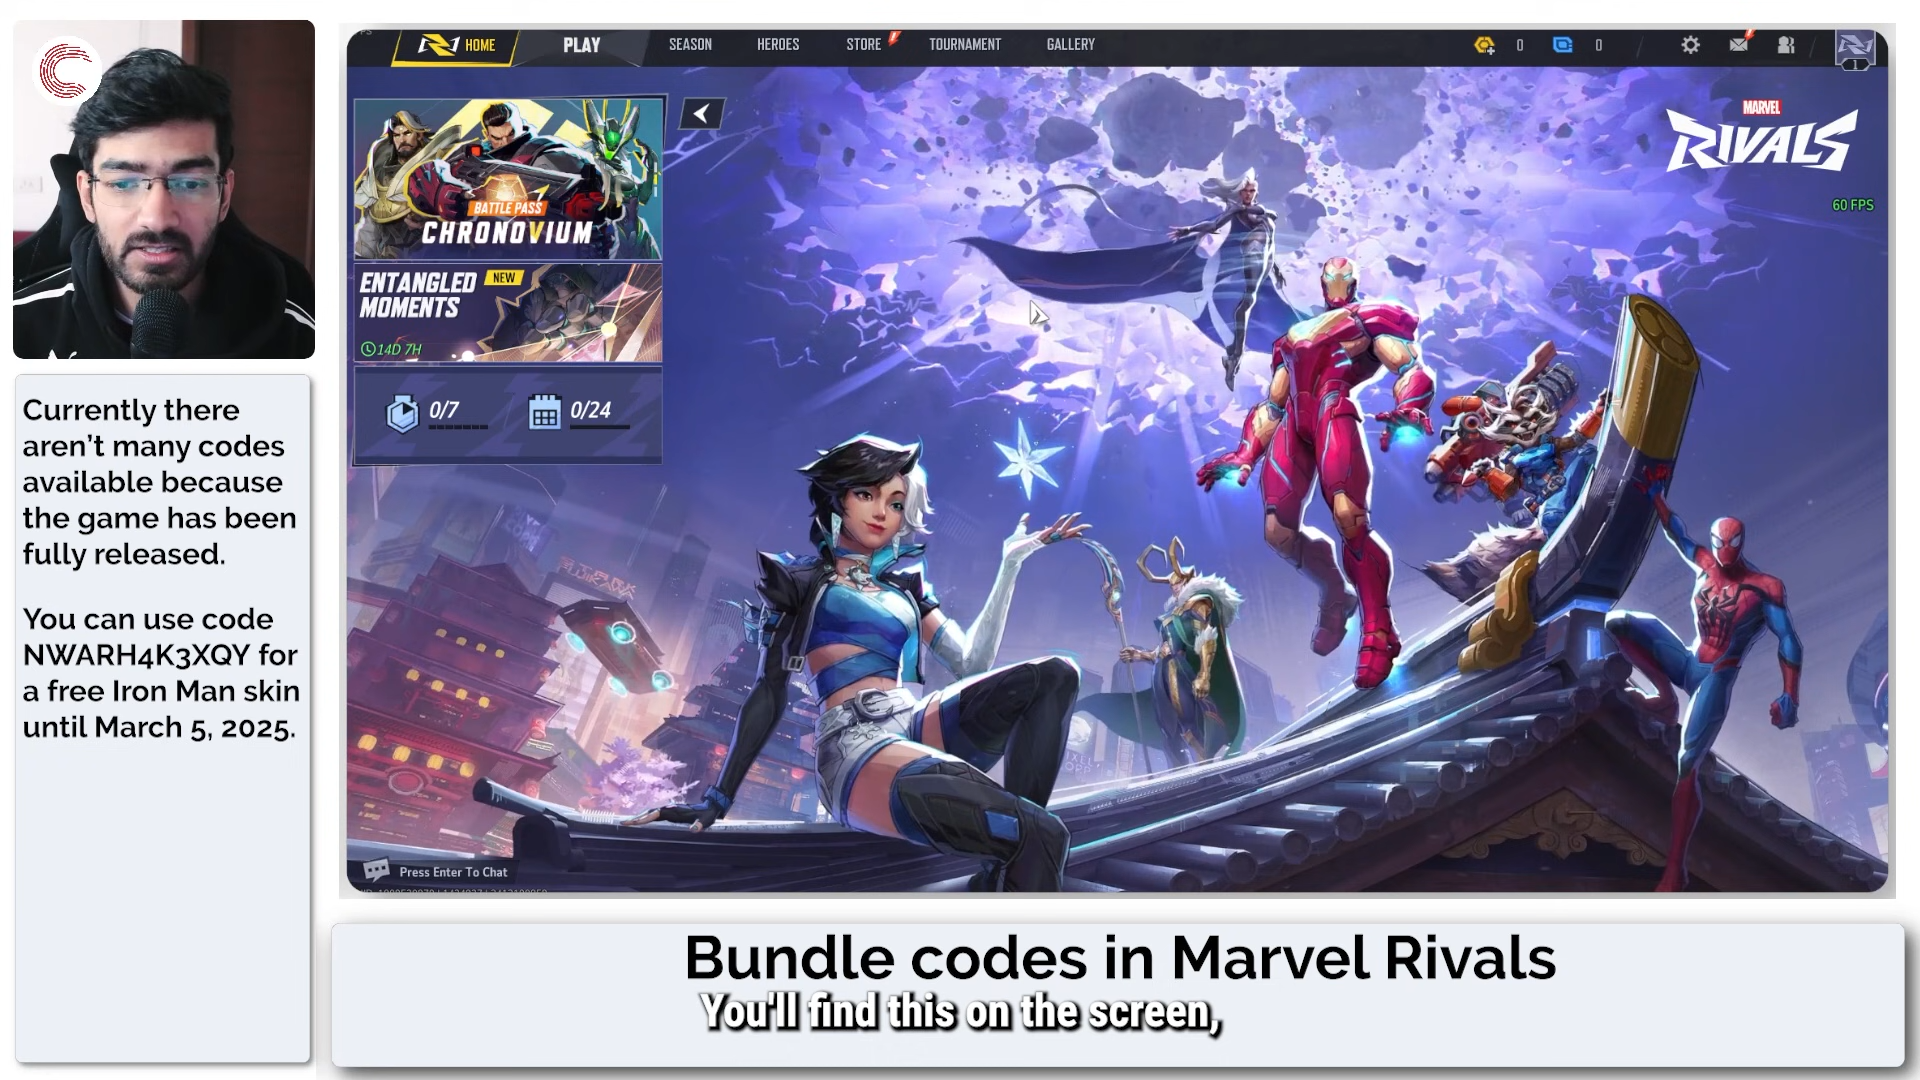 HOME
PLAY
SEASON
HEROES
STORE
TOURNAMENT
GALLERY
0
0
1
MARVEL
RIVALS
60 FPS
BATTLE PASS
CHRONOVIUM
ENTANGLED
MOMENTS
NEW
14D 7H
0/7
0/24
Press Enter To Chat
Currently there
aren’t many codes
available because
the game has been
fully released.
You can use code
NWARH4K3XQY for
a free Iron Man skin
until March 5, 2025.
Bundle codes in Marvel Rivals
You'll find this on the screen,